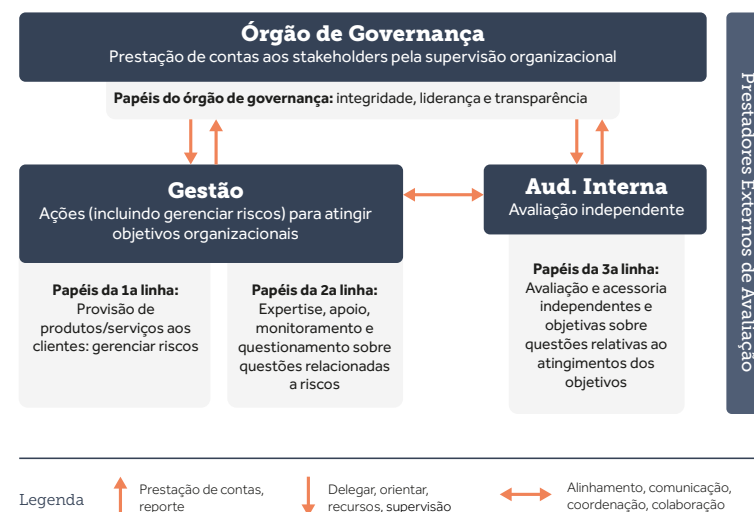 Órgão de Governança
Prestação de contas aos stakeholders pela supervisão organizacional
Papéis do órgão de governança: integridade, liderança e transparência
Gestão
Ações (incluindo gerenciar riscos) para atingir
objetivos organizacionais
Papéis da 1a linha:
Provisão de
produtos/serviços aos
clientes: gerenciar riscos
Papéis da 2a linha:
Expertise, apoio,
monitoramento e
questionamento sobre
questões relacionadas
a riscos
Aud. Interna
Avaliação independente
Papéis da 3a linha:
Avaliação e acessoria
independentes e
objetivas sobre
questões relativas ao
atingimentos dos
objetivos
Prestadores Externos de Avaliação
Legenda
Prestação de contas,
reporte
Delegar, orientar,
recursos, supervisão
Alinhamento, comunicação,
coordenação, colaboração